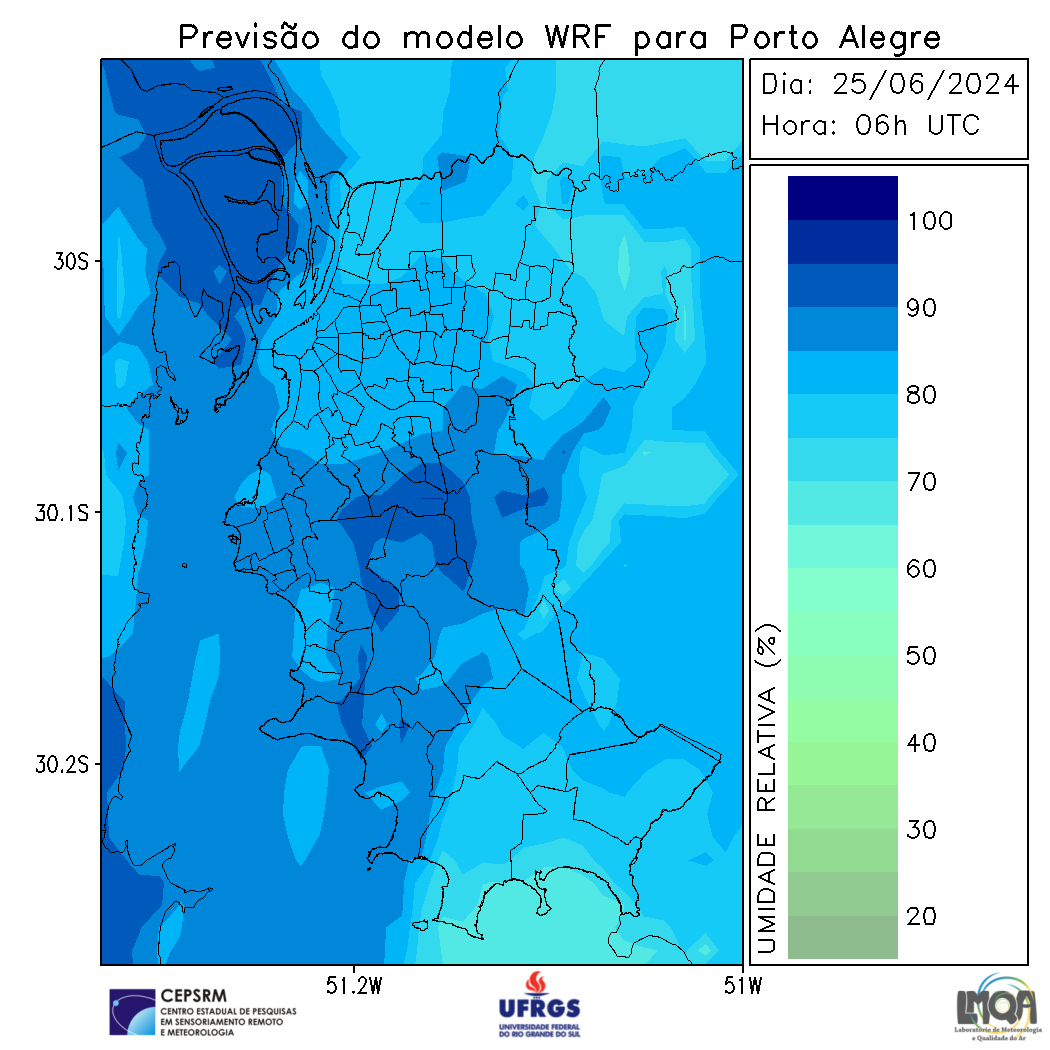 Previsão do modelo WRF para Porto Alegre
Dia: 25/06/2024
Hora: 06h UTC
30S
30.1S
30.2S
51.2W
51W
UMIDADE RELATIVA (%)
100
90
80
70
60
50
40
30
20
CEPSRM
CENTRO ESTADUAL DE PESQUISAS
EM SENSORIAMENTO REMOTO
E METEOROLOGIA
UFRGS
UNIVERSIDADE FEDERAL
DO RIO GRANDE DO SUL
LMQA
Laboratório de Meteorologia
e Qualidade do Ar